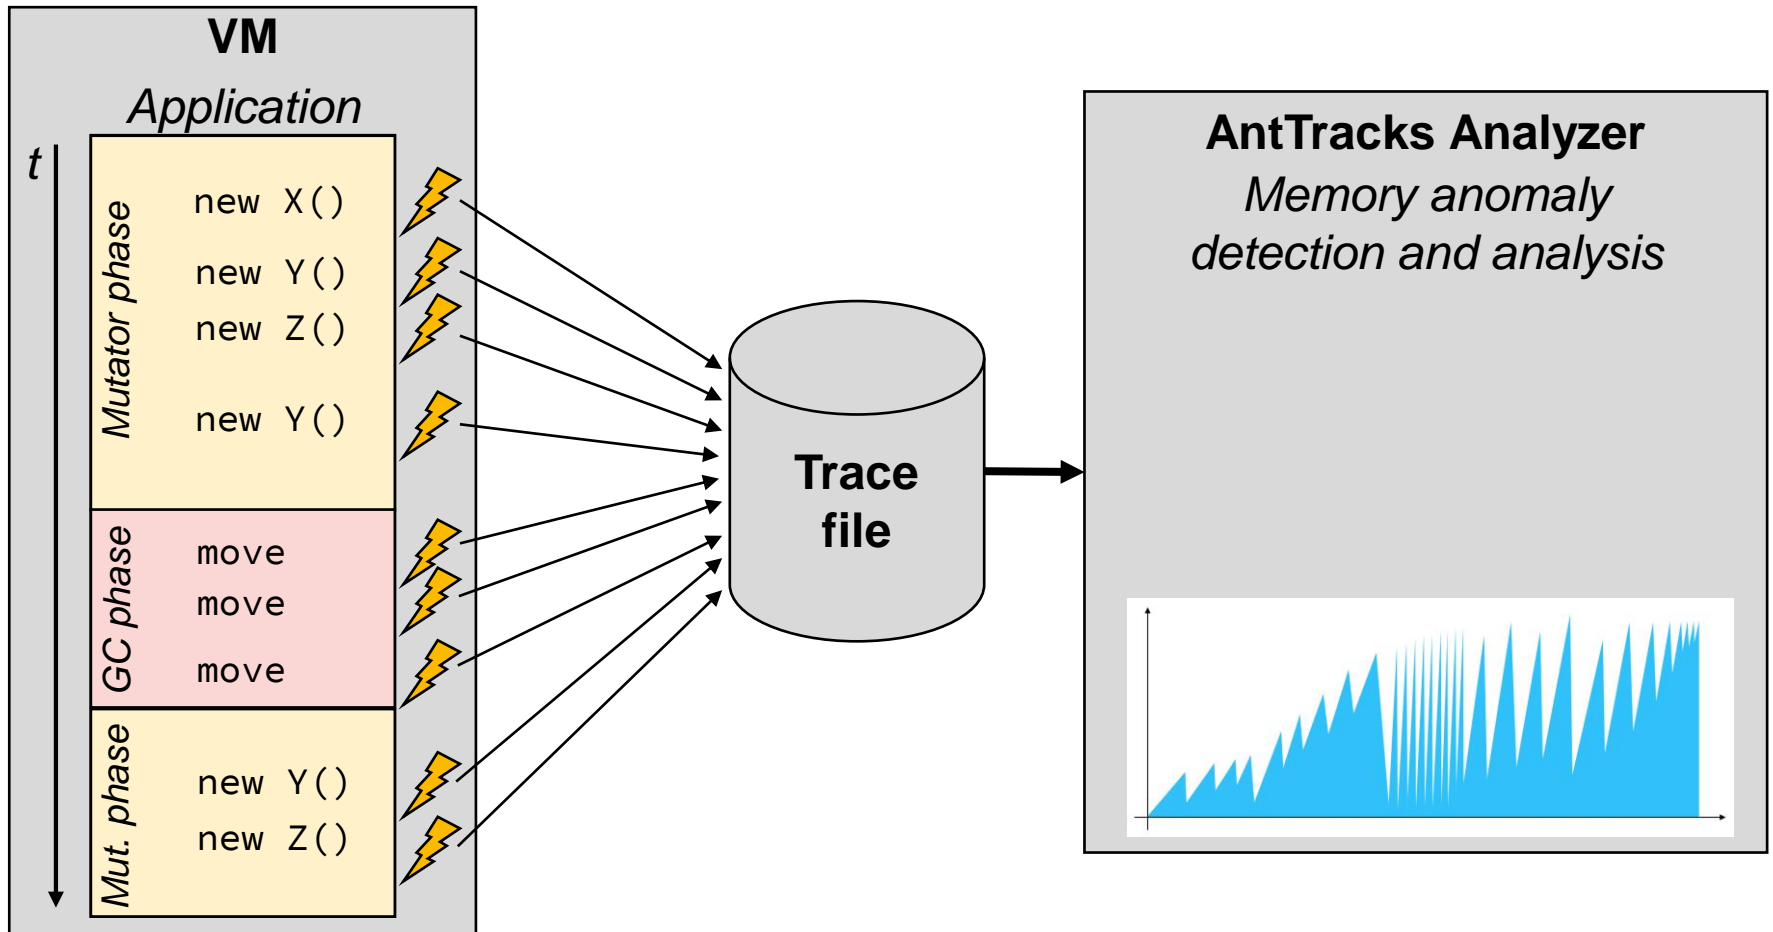 VM
Application
t
Mutator phase
new X()
new Y()
new Z()
new Y()
GC phase
move
move
move
Mut. phase
new Y()
new Z()
Trace
file
AntTracks Analyzer
Memory anomaly
detection and analysis